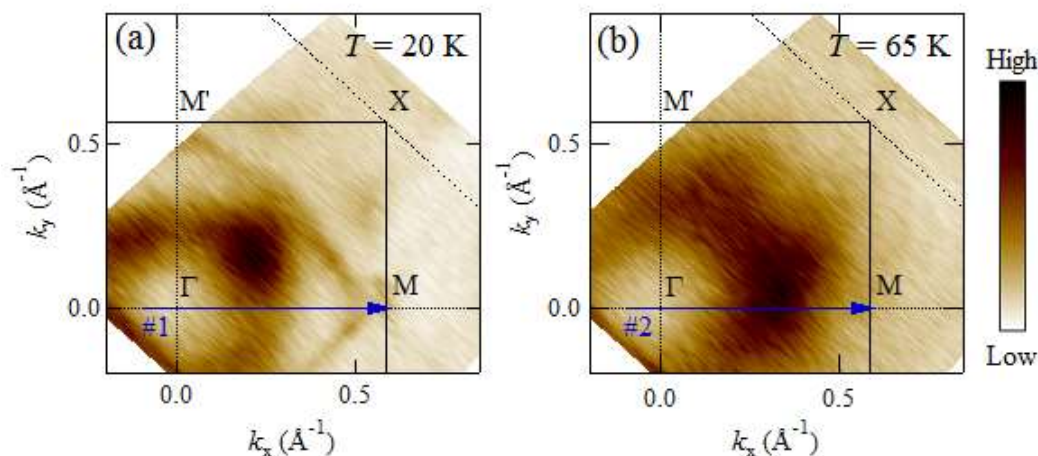 (a)
T = 20 K
M'
X
0.5
k_y (Å⁻¹)
Γ
M
0.0
#1
0.0
0.5
k_x (Å⁻¹)
(b)
T = 65 K
M'
X
0.5
k_y (Å⁻¹)
Γ
M
0.0
#2
0.0
0.5
k_x (Å⁻¹)
High
Low